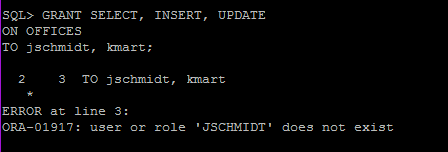 SQL> GRANT SELECT, INSERT, UPDATE
ON OFFICES
TO jschmidt, kmart;
2 3 TO jschmidt, kmart
*
ERROR at line 3:
ORA-01917: user or role 'JSCHMIDT' does not exist